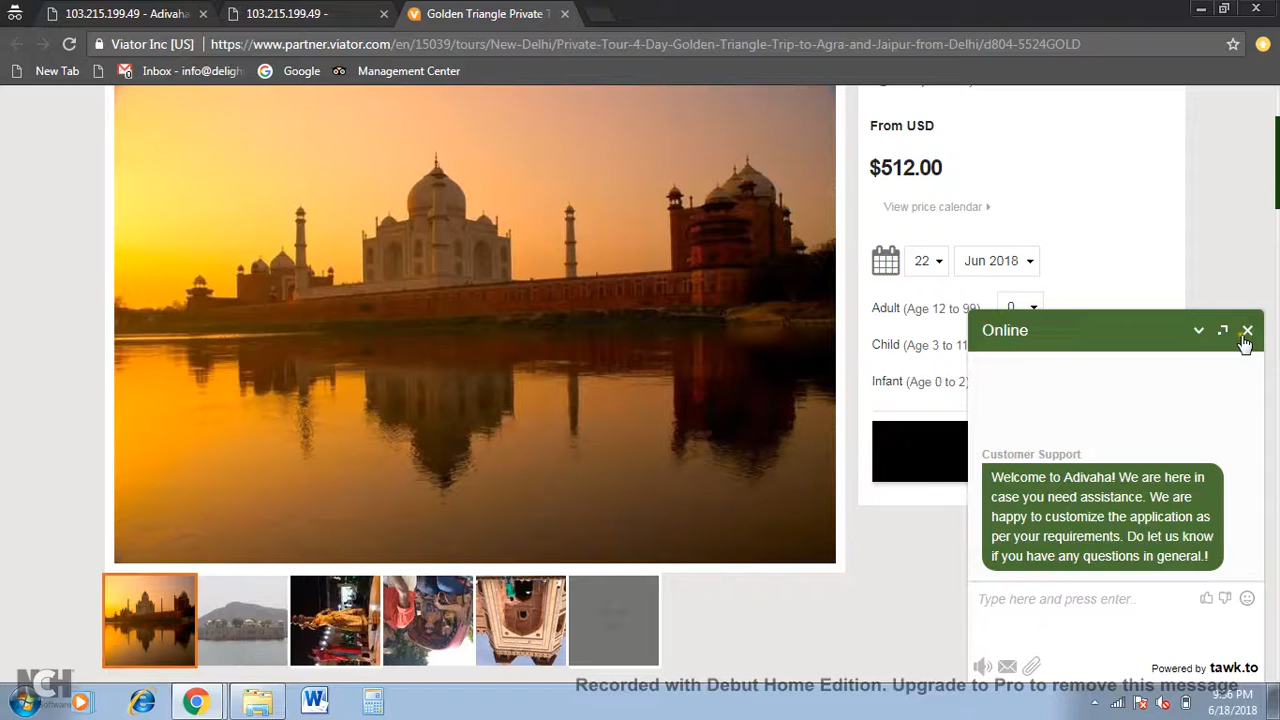 103.215.199.49 - Adivaha
103.215.199.49 -
Golden Triangle Private T
Viator Inc [US]
https://www.partner.viator.com/en/15039/tours/New-Delhi/Private-Tour-4-Day-Golden-Triangle-Trip-to-Agra-and-Jaipur-from-Delhi/d804-5524GOLD
New Tab
Inbox - info@deligh
Google
Management Center
From USD
$512.00
View price calendar
22
Jun 2018
Adult (Age 12 to 99)
0
Child (Age 3 to 11
Infant (Age 0 to 2)
Online
Customer Support
Welcome to Adivaha! We are here in
case you need assistance. We are
happy to customize the application as
per your requirements. Do let us know
if you have any questions in general.!
Type here and press enter..
Powered by tawk.to
NCH
Software
Recorded with Debut Home Edition. Upgrade to Pro to remove this message
9:36 PM
6/18/2018